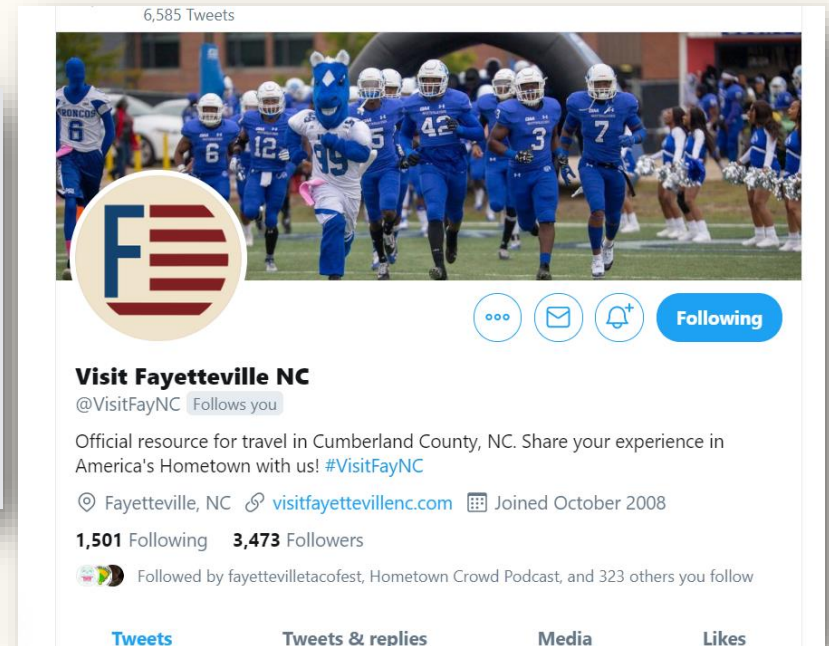 6,585 Tweets
BRONCOS
6
6
12
99
5
42
3
7
F
Following
Visit Fayetteville NC
@VisitFayNC Follows you
Official resource for travel in Cumberland County, NC. Share your experience in
America's Hometown with us! #VisitFayNC
Fayetteville, NC visitfayettevillenc.com Joined October 2008
1,501 Following 3,473 Followers
Followed by fayettevilletacofest, Hometown Crowd Podcast, and 323 others you follow
Tweets Tweets & replies Media Likes